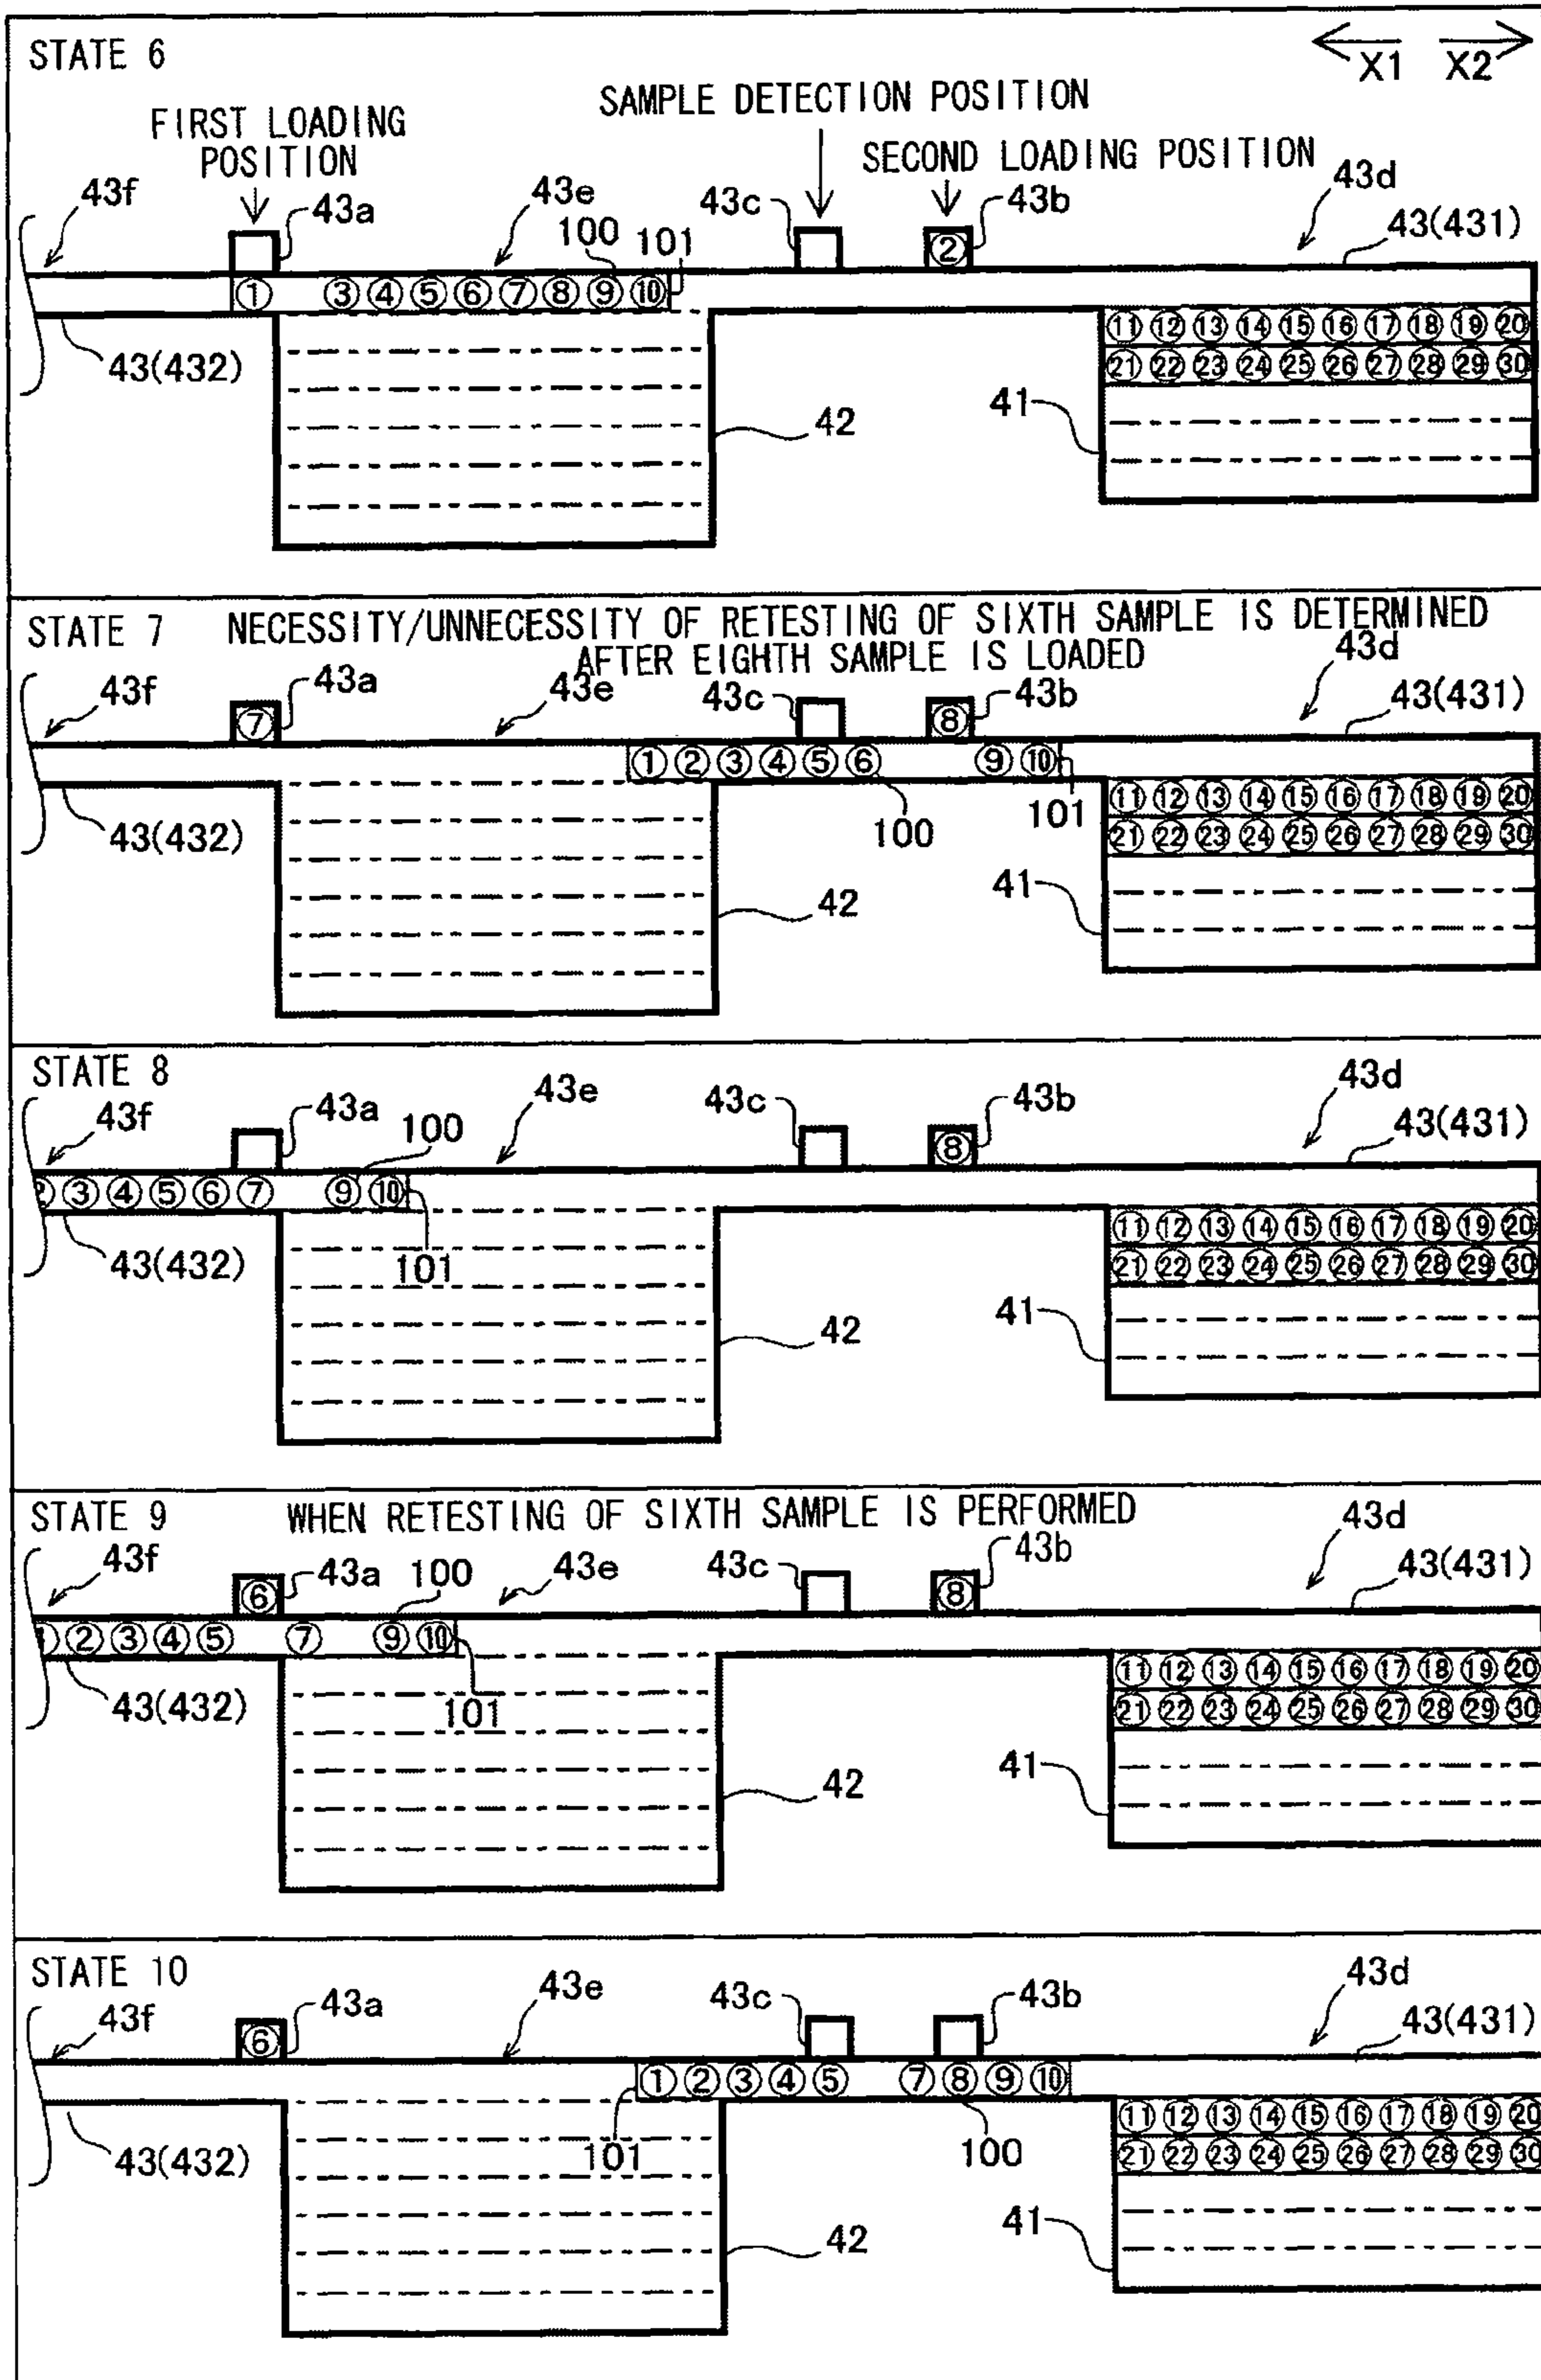 STATE 6
X1 X2
FIRST LOADING
POSITION
SAMPLE DETECTION POSITION
SECOND LOADING POSITION
43f 43a 43e 100 101 43c 43b 43d 43(431)
②
① ③ ④ ⑤ ⑥ ⑦ ⑧ ⑨ ⑩
43(432)
42
41
⑪ ⑫ ⑬ ⑭ ⑮ ⑯ ⑰ ⑱ ⑲ ⑳
㉑ ㉒ ㉓ ㉔ ㉕ ㉖ ㉗ ㉘ ㉙ ㉚
STATE 7 NECESSITY/UNNECESSITY OF RETESTING OF SIXTH SAMPLE IS DETERMINED
AFTER EIGHTH SAMPLE IS LOADED
43f 43a 43e 43c 43b 43d 43(431)
⑦ ⑧
① ② ③ ④ ⑤ ⑥ ⑨ ⑩
43(432) 100 101
42
41
⑪ ⑫ ⑬ ⑭ ⑮ ⑯ ⑰ ⑱ ⑲ ⑳
㉑ ㉒ ㉓ ㉔ ㉕ ㉖ ㉗ ㉘ ㉙ ㉚
STATE 8
43f 43a 100 43e 43c 43b 43d 43(431)
⑧
② ③ ④ ⑤ ⑥ ⑦ ⑨ ⑩
43(432) 101
42
41
⑪ ⑫ ⑬ ⑭ ⑮ ⑯ ⑰ ⑱ ⑲ ⑳
㉑ ㉒ ㉓ ㉔ ㉕ ㉖ ㉗ ㉘ ㉙ ㉚
STATE 9 WHEN RETESTING OF SIXTH SAMPLE IS PERFORMED
43f 43a 100 43e 43c 43b 43d 43(431)
⑥ ⑧
① ② ③ ④ ⑤ ⑦ ⑨ ⑩
43(432) 101
42
41
⑪ ⑫ ⑬ ⑭ ⑮ ⑯ ⑰ ⑱ ⑲ ⑳
㉑ ㉒ ㉓ ㉔ ㉕ ㉖ ㉗ ㉘ ㉙ ㉚
STATE 10
43f 43a 43e 43c 43b 43d 43(431)
⑥
① ② ③ ④ ⑤ ⑦ ⑧ ⑨ ⑩
43(432) 101 100
42
41
⑪ ⑫ ⑬ ⑭ ⑮ ⑯ ⑰ ⑱ ⑲ ⑳
㉑ ㉒ ㉓ ㉔ ㉕ ㉖ ㉗ ㉘ ㉙ ㉚